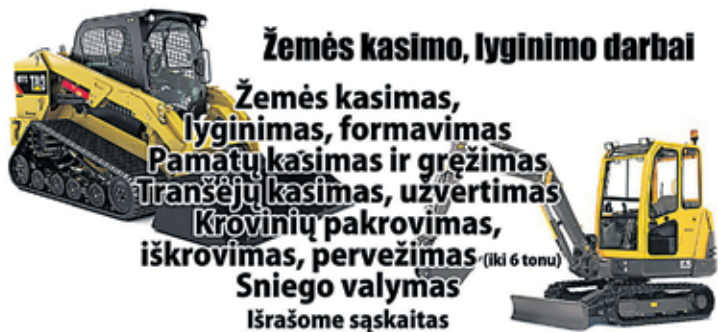 Žemės kasimo, lyginimo darbai
Žemės kasimas,
lyginimas, formavimas
Pamatų kasimas ir gręžimas
Tranšėjų kasimas, užvertimas
Krovinių pakrovimas,
iškrovimas, pervežimas (iki 6 tonu)
Sniego valymas
Išrašome sąskaitas